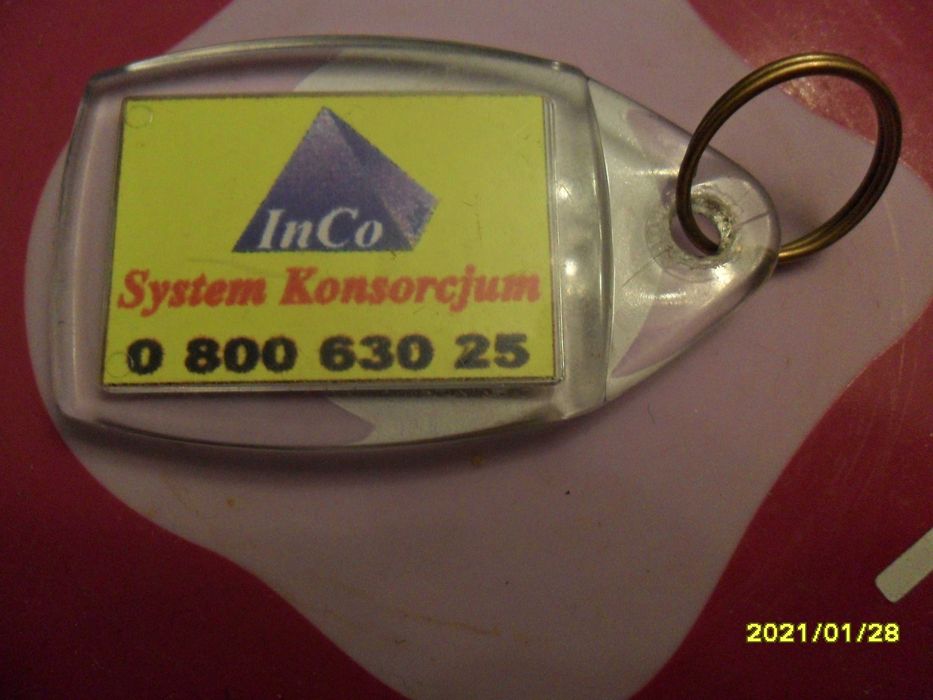 InCo
System Konsorcjum
0 800 630 25
2021/01/28